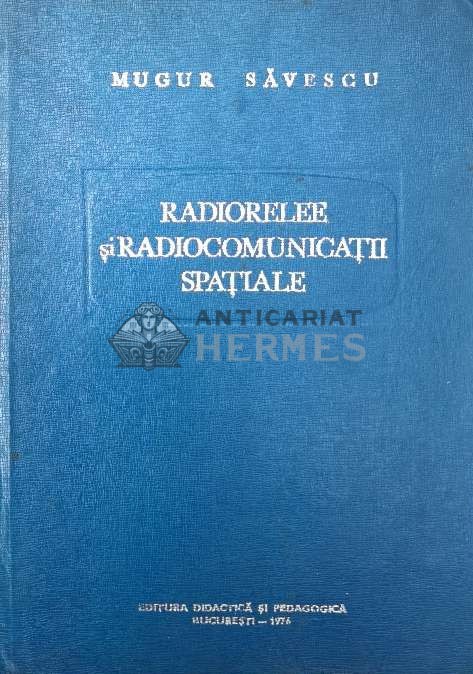 MUGUR SĂVESCU
RADIORELEE
și RADIOCOMUNICAȚII
SPAȚIALE
ANTICARIAT
HERMES
EDITURA DIDACTICĂ ȘI PEDAGOGICĂ
BUCUREȘTI — 1976